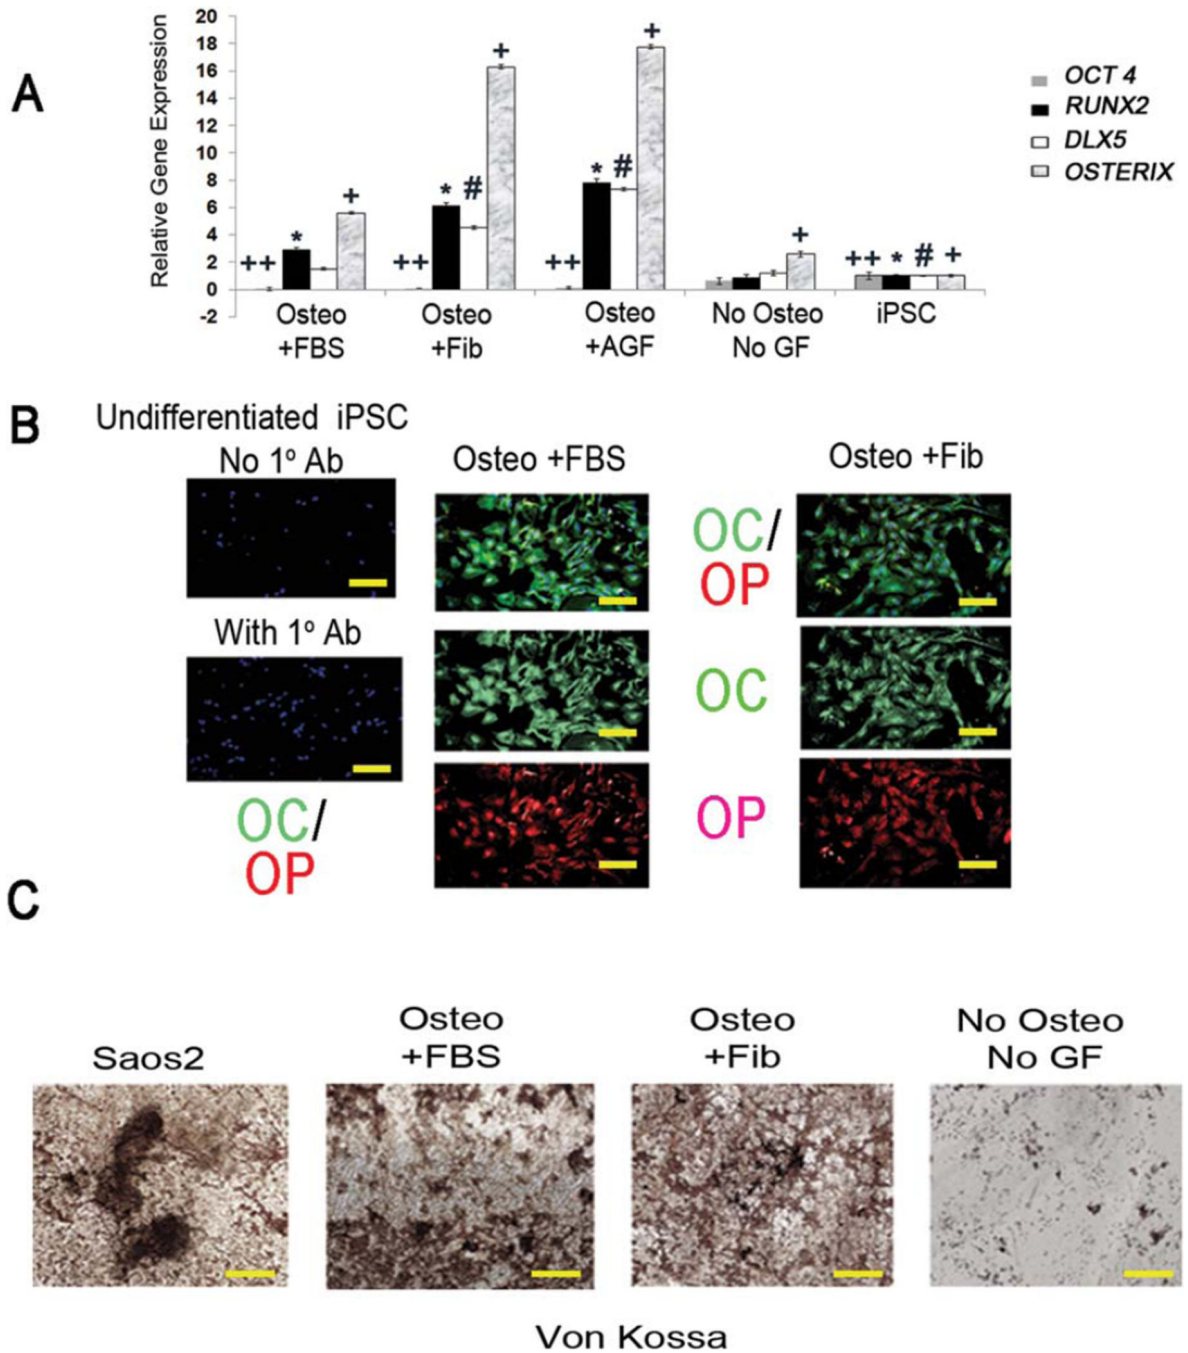 A
Relative Gene Expression
20
18
16
14
12
10
8
6
4
2
0
-2
++ * +
++ * # +
++ * # +
+
++ * # +
Osteo
+FBS
Osteo
+Fib
Osteo
+AGF
No Osteo
No GF
iPSC
OCT 4
RUNX2
DLX5
OSTERIX
B
Undifferentiated iPSC
No 1º Ab
With 1º Ab
OC/
OP
Osteo +FBS
Osteo +Fib
OC/
OP
OC
OP
C
Saos2
Osteo
+FBS
Osteo
+Fib
No Osteo
No GF
Von Kossa